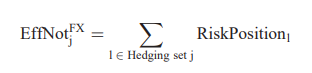 EffNot_j^FX = ∑_{l ∈ Hedging set j} RiskPosition_l